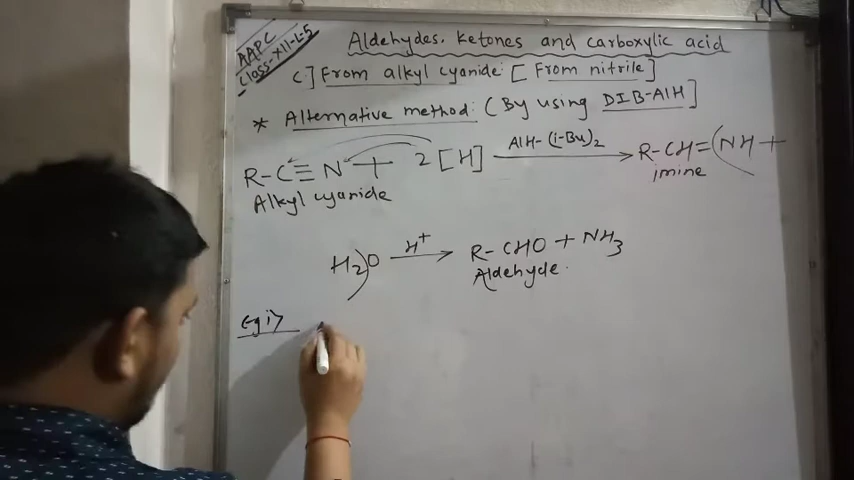 AAPC
Class-XII-L-5
Aldehydes, Ketones and carboxylic acid
C] From alkyl cyanide: [From nitrile]
* Alternative method: (By using DIB-AlH]
R-C≡N + 2[H] AlH-(i-Bu)2 → R-CH=(NH +
Alkyl cyanide imine
H2)O H+ → R-CHO + NH3
Aldehyde.
eg i>